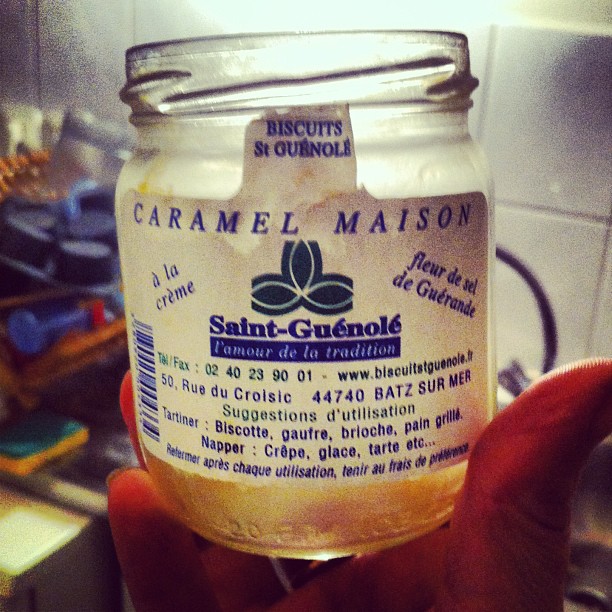 BISCUITS
St GUÉNOLÉ
CARAMEL MAISON
à la
crème
fleur de sel
de Guérande
Saint-Guénolé
l'amour de la tradition
Tél/Fax : 02 40 23 90 01 - www.biscuitstguenole.fr
50, Rue du Croisic 44740 BATZ SUR MER
Suggestions d'utilisation
Tartiner : Biscotte, gaufre, brioche, pain grillé.
Napper : Crêpe, glace, tarte etc...
Refermer après chaque utilisation, tenir au frais de préférence